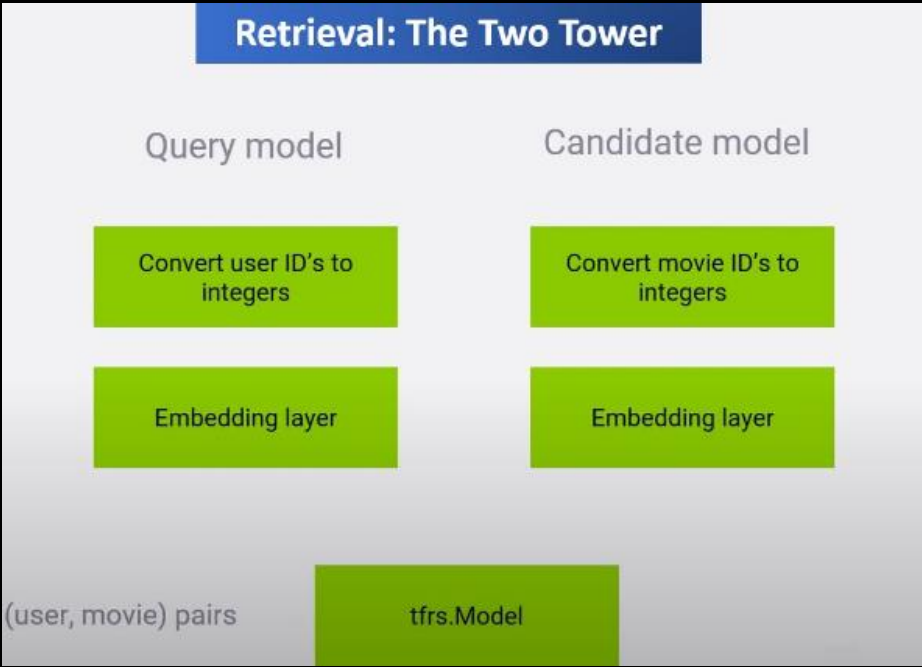 Retrieval: The Two Tower
Query model
Candidate model
Convert user ID's to
integers
Convert movie ID's to
integers
Embedding layer
Embedding layer
(user, movie) pairs
tfrs.Model